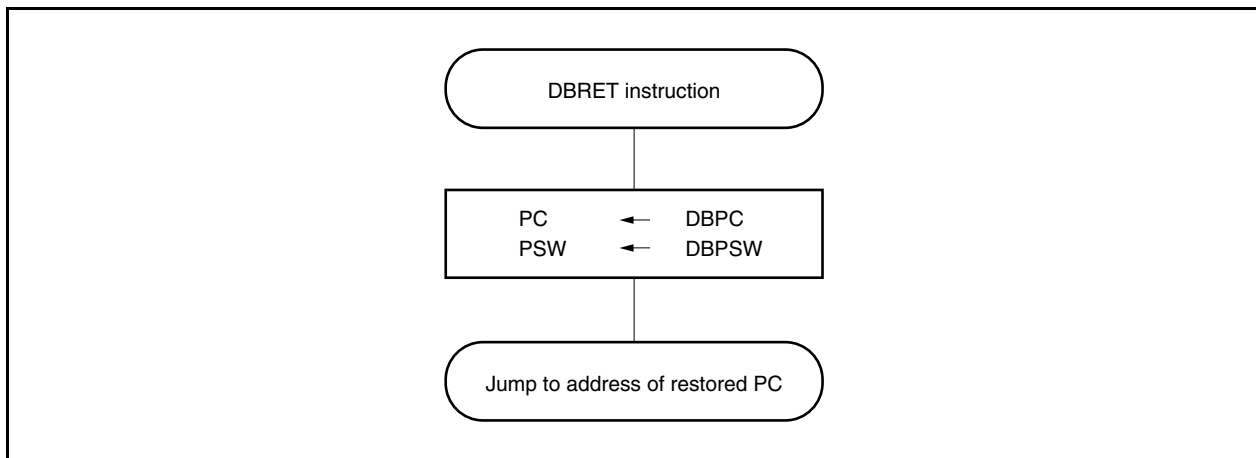 DBRET instruction
PC ← DBPC
PSW ← DBPSW
Jump to address of restored PC